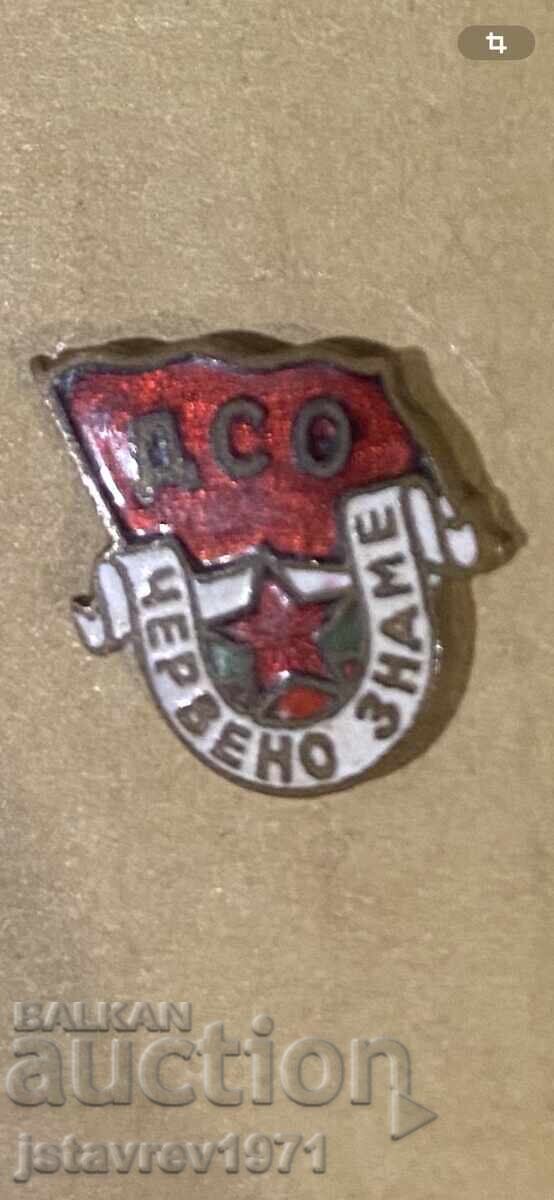 ДСО
ЧЕРВЕНО ЗНАМЕ
BALKAN
auction
jstavrev1971